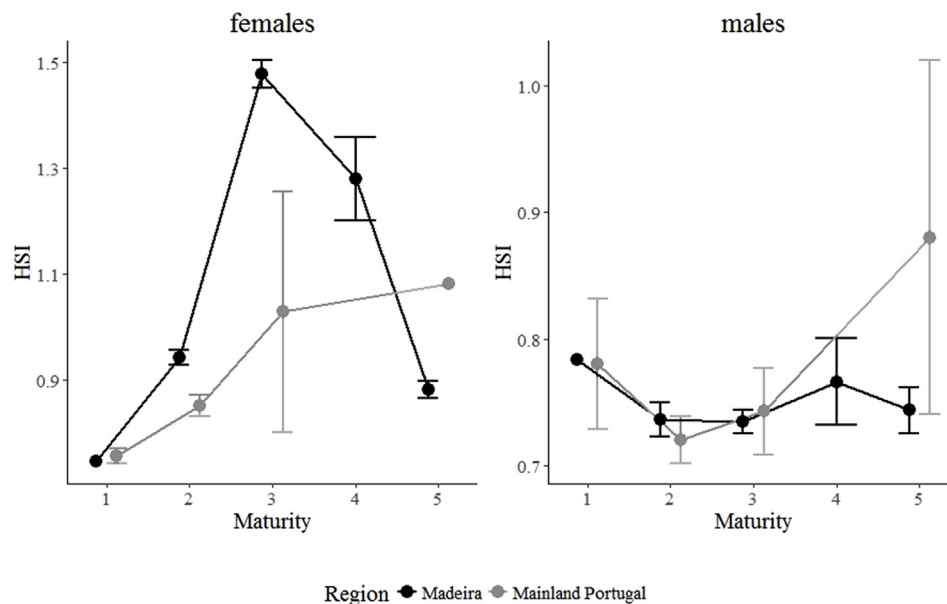 females
males
HSI
1.5
1.3
1.1
0.9
1 2 3 4 5
Maturity
HSI
1.0
0.9
0.8
0.7
1 2 3 4 5
Maturity
Region Madeira Mainland Portugal